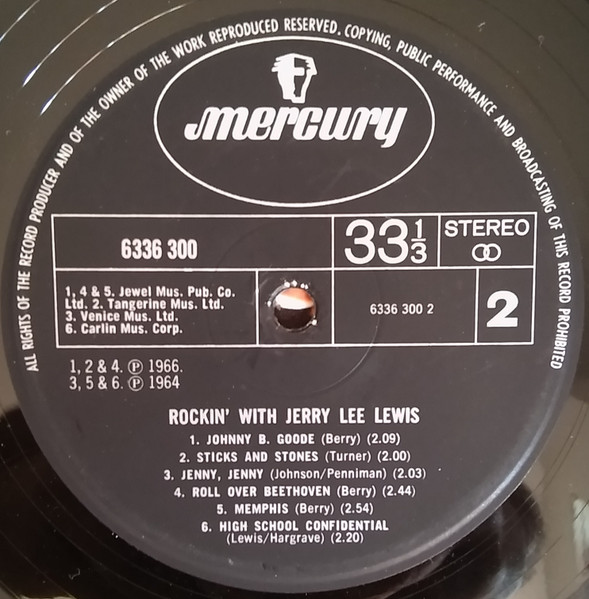 ALL RIGHTS OF THE RECORD PRODUCER AND OF THE OWNER OF THE WORK REPRODUCED RESERVED. COPYING, PUBLIC PERFORMANCE AND BROADCASTING OF THIS RECORD PROHIBITED
mercury
6336 300
33 1/3
STEREO
1, 4 & 5. Jewel Mus. Pub. Co.
Ltd. 2. Tangerine Mus. Ltd.
3. Venice Mus. Ltd.
6. Carlin Mus. Corp.
6336 300 2
2
1, 2 & 4. Ⓟ 1966.
3, 5 & 6. Ⓟ 1964
ROCKIN' WITH JERRY LEE LEWIS
1. JOHNNY B. GOODE (Berry) (2.09)
2. STICKS AND STONES (Turner) (2.00)
3. JENNY, JENNY (Johnson/Penniman) (2.03)
4. ROLL OVER BEETHOVEN (Berry) (2.44)
5. MEMPHIS (Berry) (2.54)
6. HIGH SCHOOL CONFIDENTIAL
(Lewis/Hargrave) (2.20)